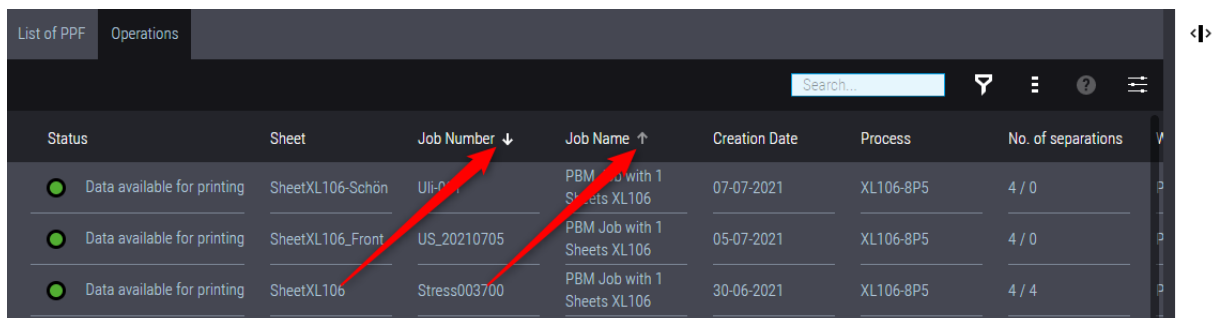 List of PPF Operations
Search...
Status Sheet Job Number Job Name Creation Date Process No. of separations
Data available for printing SheetXL106-Schön PBM Job with 1 Sheets XL106 07-07-2021 XL106-8P5 4 / 0
Data available for printing SheetXL106_Front US_20210705 PBM Job with 1 Sheets XL106 05-07-2021 XL106-8P5 4 / 0
Data available for printing SheetXL106 Stress003700 PBM Job with 1 Sheets XL106 30-06-2021 XL106-8P5 4 / 4